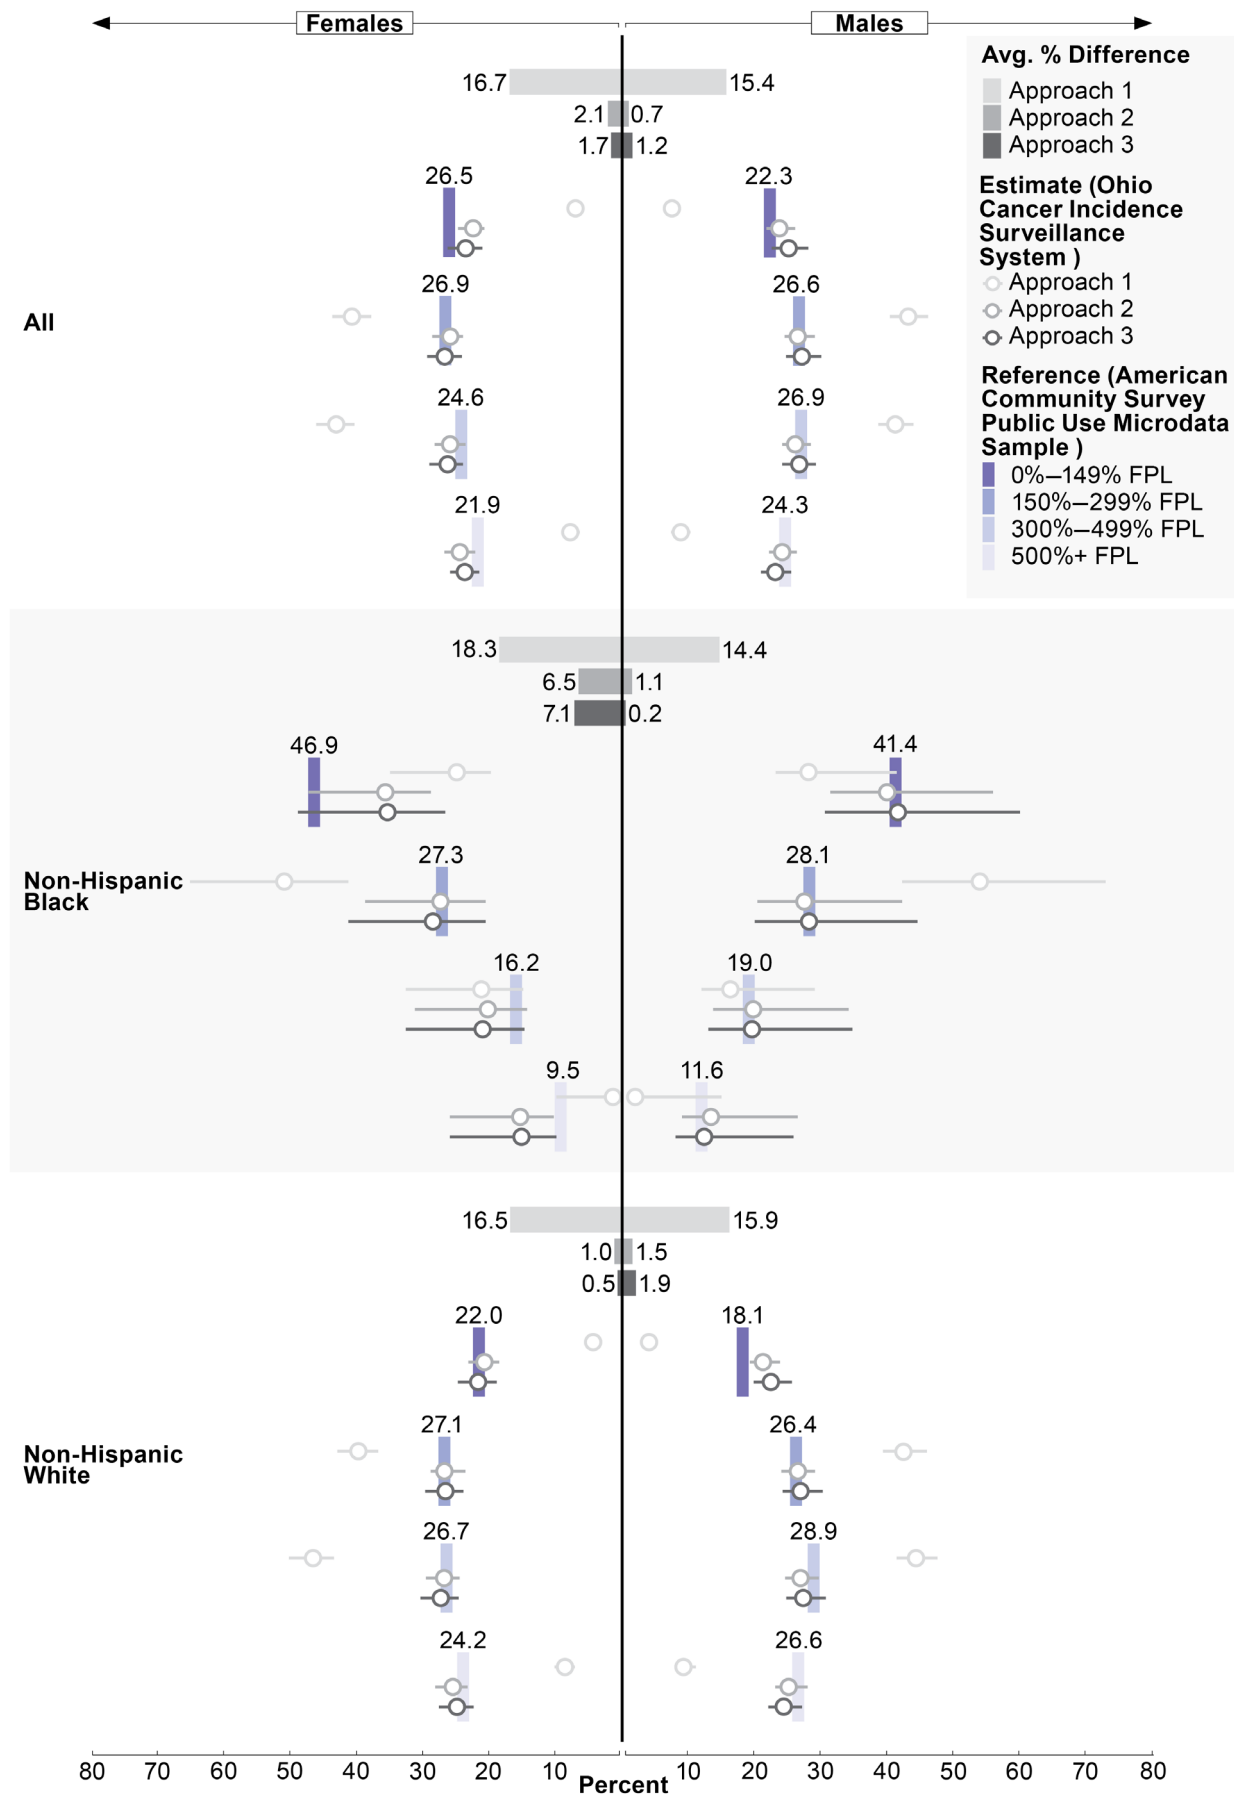 Females
Males
Avg. % Difference
Approach 1
Approach 2
Approach 3
Estimate (Ohio
Cancer Incidence
Surveillance
System )
Approach 1
Approach 2
Approach 3
Reference (American
Community Survey
Public Use Microdata
Sample )
0%–149% FPL
150%–299% FPL
300%–499% FPL
500%+ FPL
All
16.7 15.4
2.1 0.7
1.7 1.2
26.5 22.3
26.9 26.6
24.6 26.9
21.9 24.3
Non-Hispanic
Black
18.3 14.4
6.5 1.1
7.1 0.2
46.9 41.4
27.3 28.1
16.2 19.0
9.5 11.6
Non-Hispanic
White
16.5 15.9
1.0 1.5
0.5 1.9
22.0 18.1
27.1 26.4
26.7 28.9
24.2 26.6
80 70 60 50 40 30 20 10 10 20 30 40 50 60 70 80
Percent